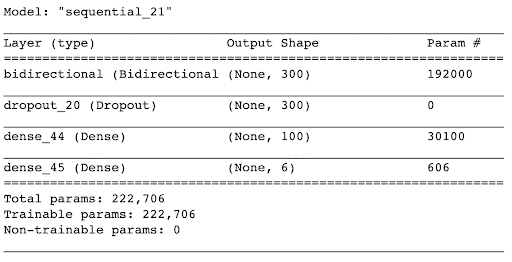 Model: "sequential_21"
Layer (type) Output Shape Param #
bidirectional (Bidirectional (None, 300) 192000
dropout_20 (Dropout) (None, 300) 0
dense_44 (Dense) (None, 100) 30100
dense_45 (Dense) (None, 6) 606
Total params: 222,706
Trainable params: 222,706
Non-trainable params: 0